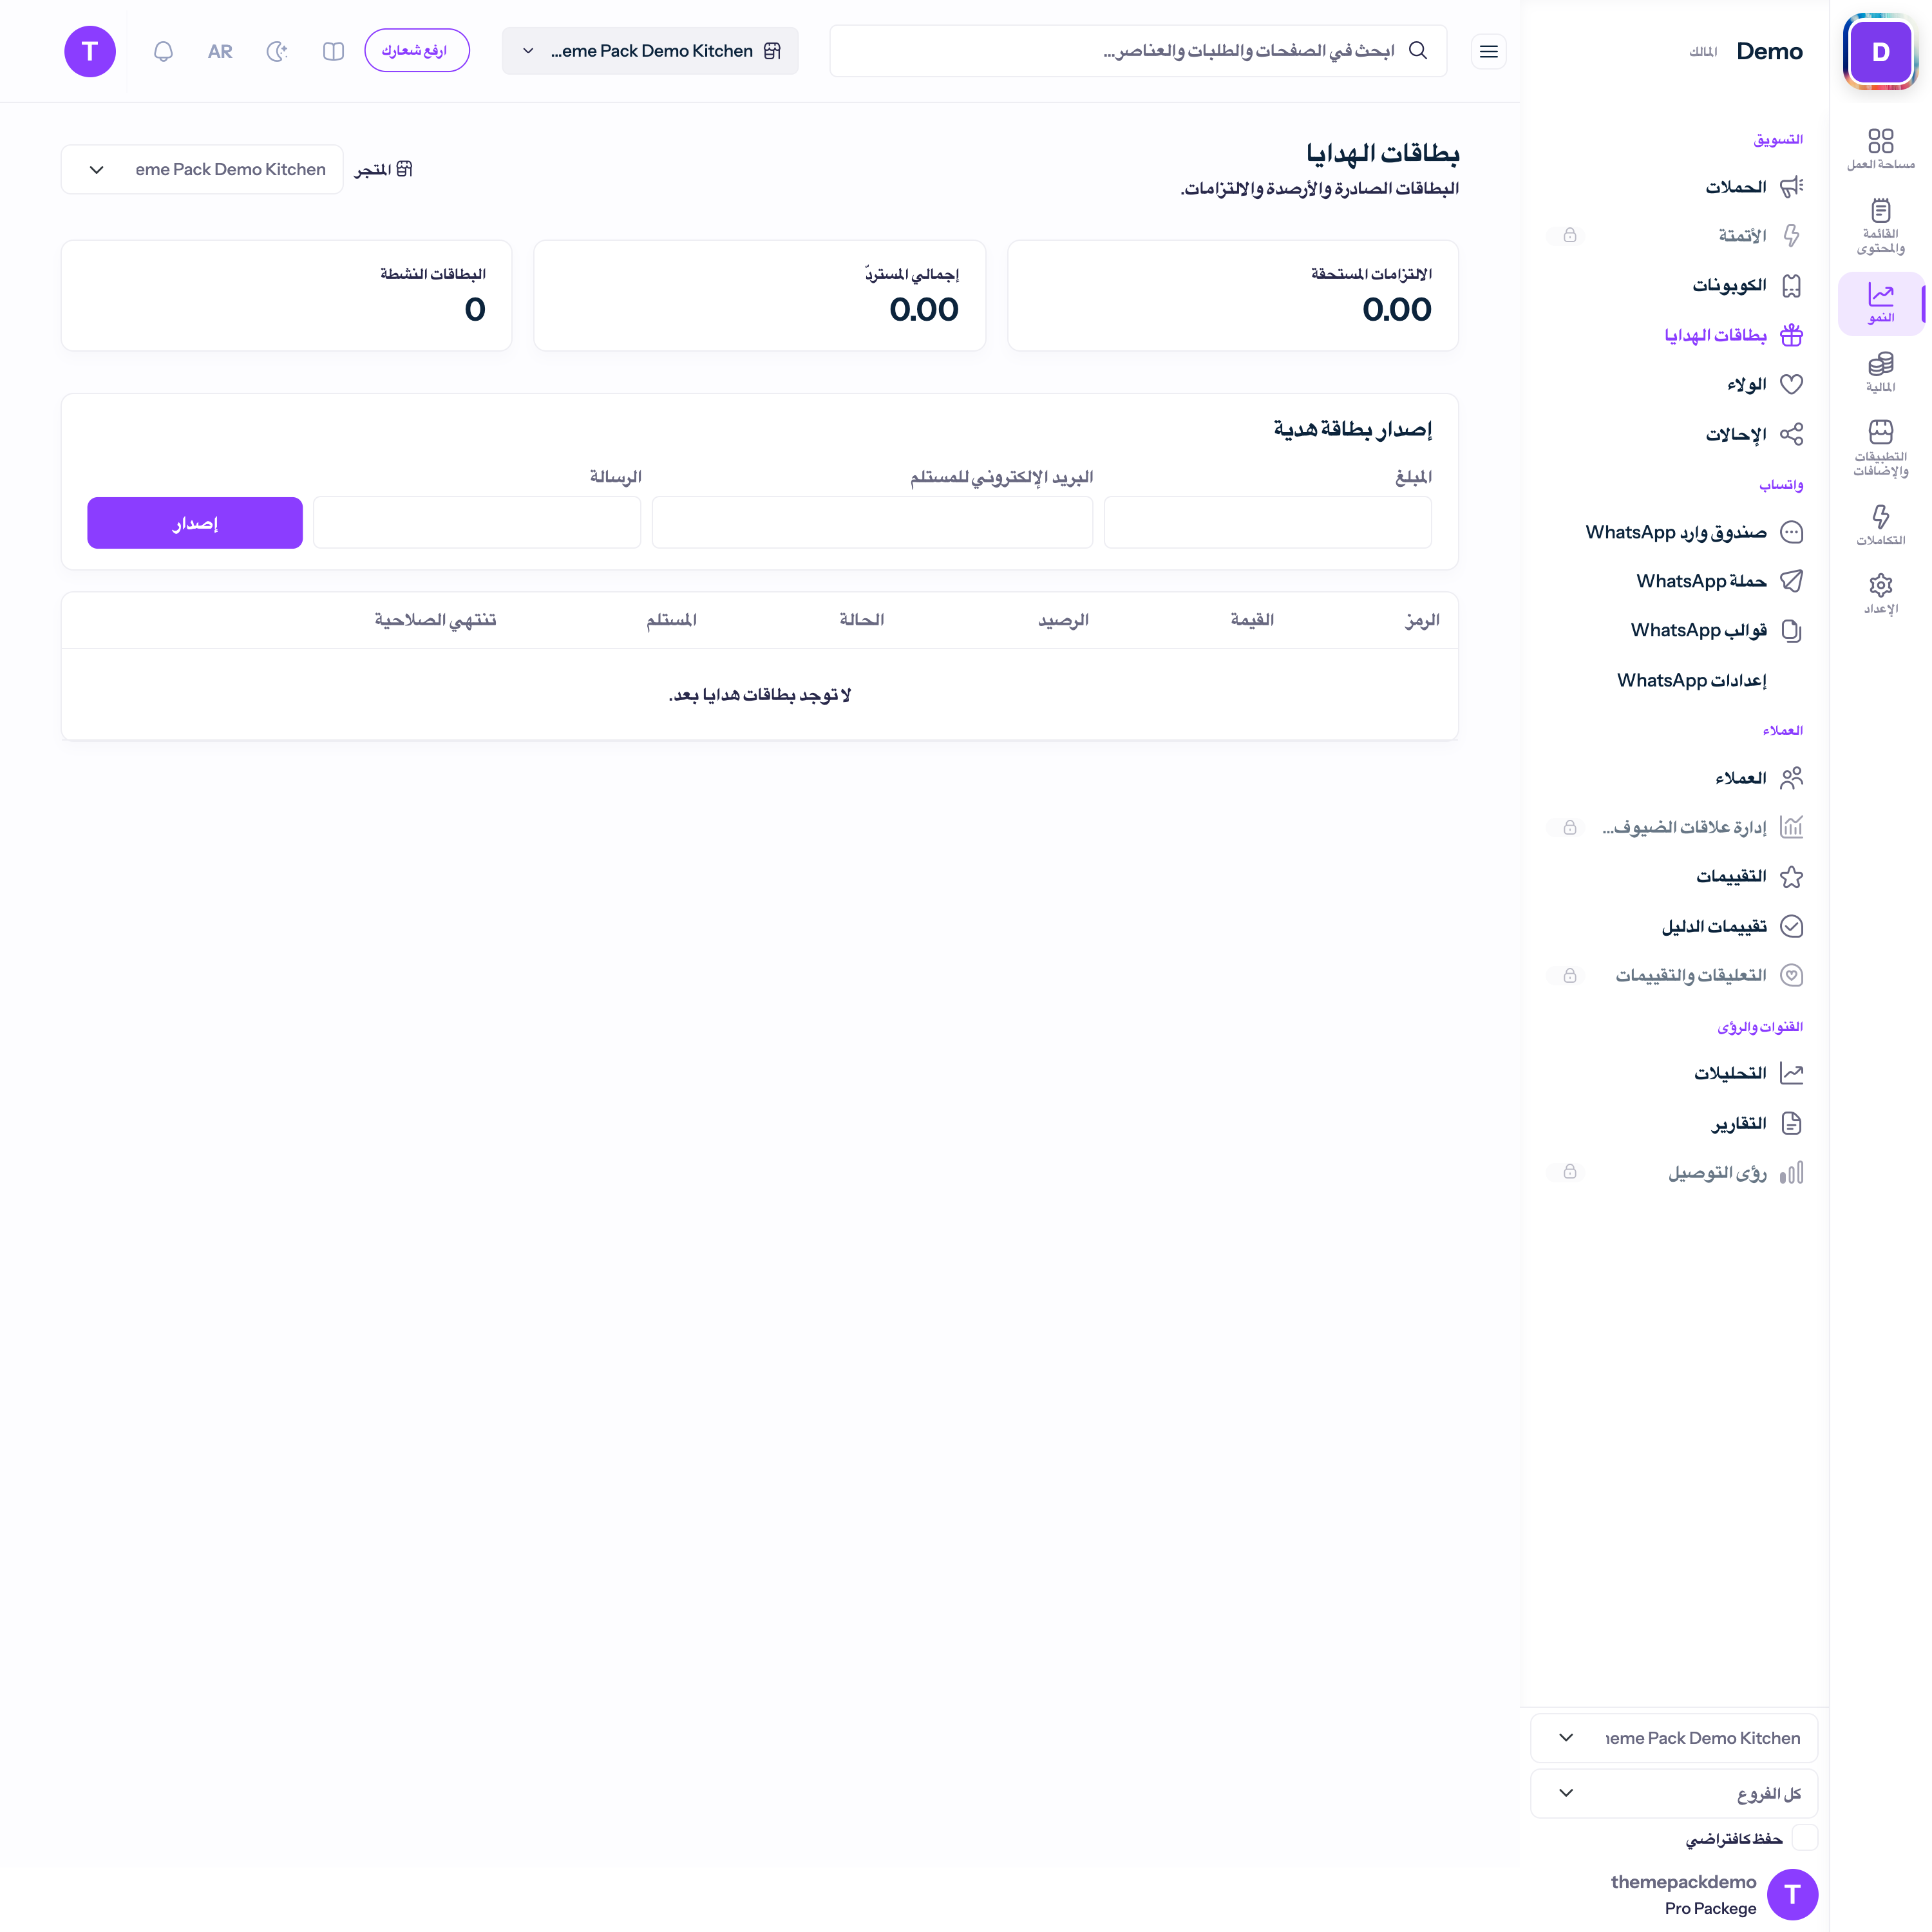 D
مساحة العمل
القائمة
والمحتوى
النمو
المالية
التطبيقات
والإضافات
التكاملات
الإعداد
Demo
المالك
التسويق
الحملات
الأتمتة
الكوبونات
بطاقات الهدايا
الولاء
الإحالات
واتساب
صندوق وارد WhatsApp
حملة WhatsApp
قوالب WhatsApp
إعدادات WhatsApp
العملاء
العملاء
إدارة علاقات الضيوف...
التقييمات
تقييمات الدليل
التعليقات والتقييمات
القنوات والرؤى
التحليلات
التقارير
رؤى التوصيل
eme Pack Demo Kitchen
كل الفروع
حفظ كافتراضي
T
themepackdemo
Pro Packege
ابحث في الصفحات والطلبات والعناصر...
...eme Pack Demo Kitchen
ارفع شعارك
AR
T
بطاقات الهدايا
البطاقات الصادرة والأرصدة والالتزامات.
المتجر
eme Pack Demo Kitchen
الالتزامات المستحقة
0.00
إجمالي المستردّ
0.00
البطاقات النشطة
0
إصدار بطاقة هدية
المبلغ
البريد الإلكتروني للمستلم
الرسالة
إصدار
الرمز القيمة الرصيد الحالة المستلم تنتهي الصلاحية
لا توجد بطاقات هدايا بعد.